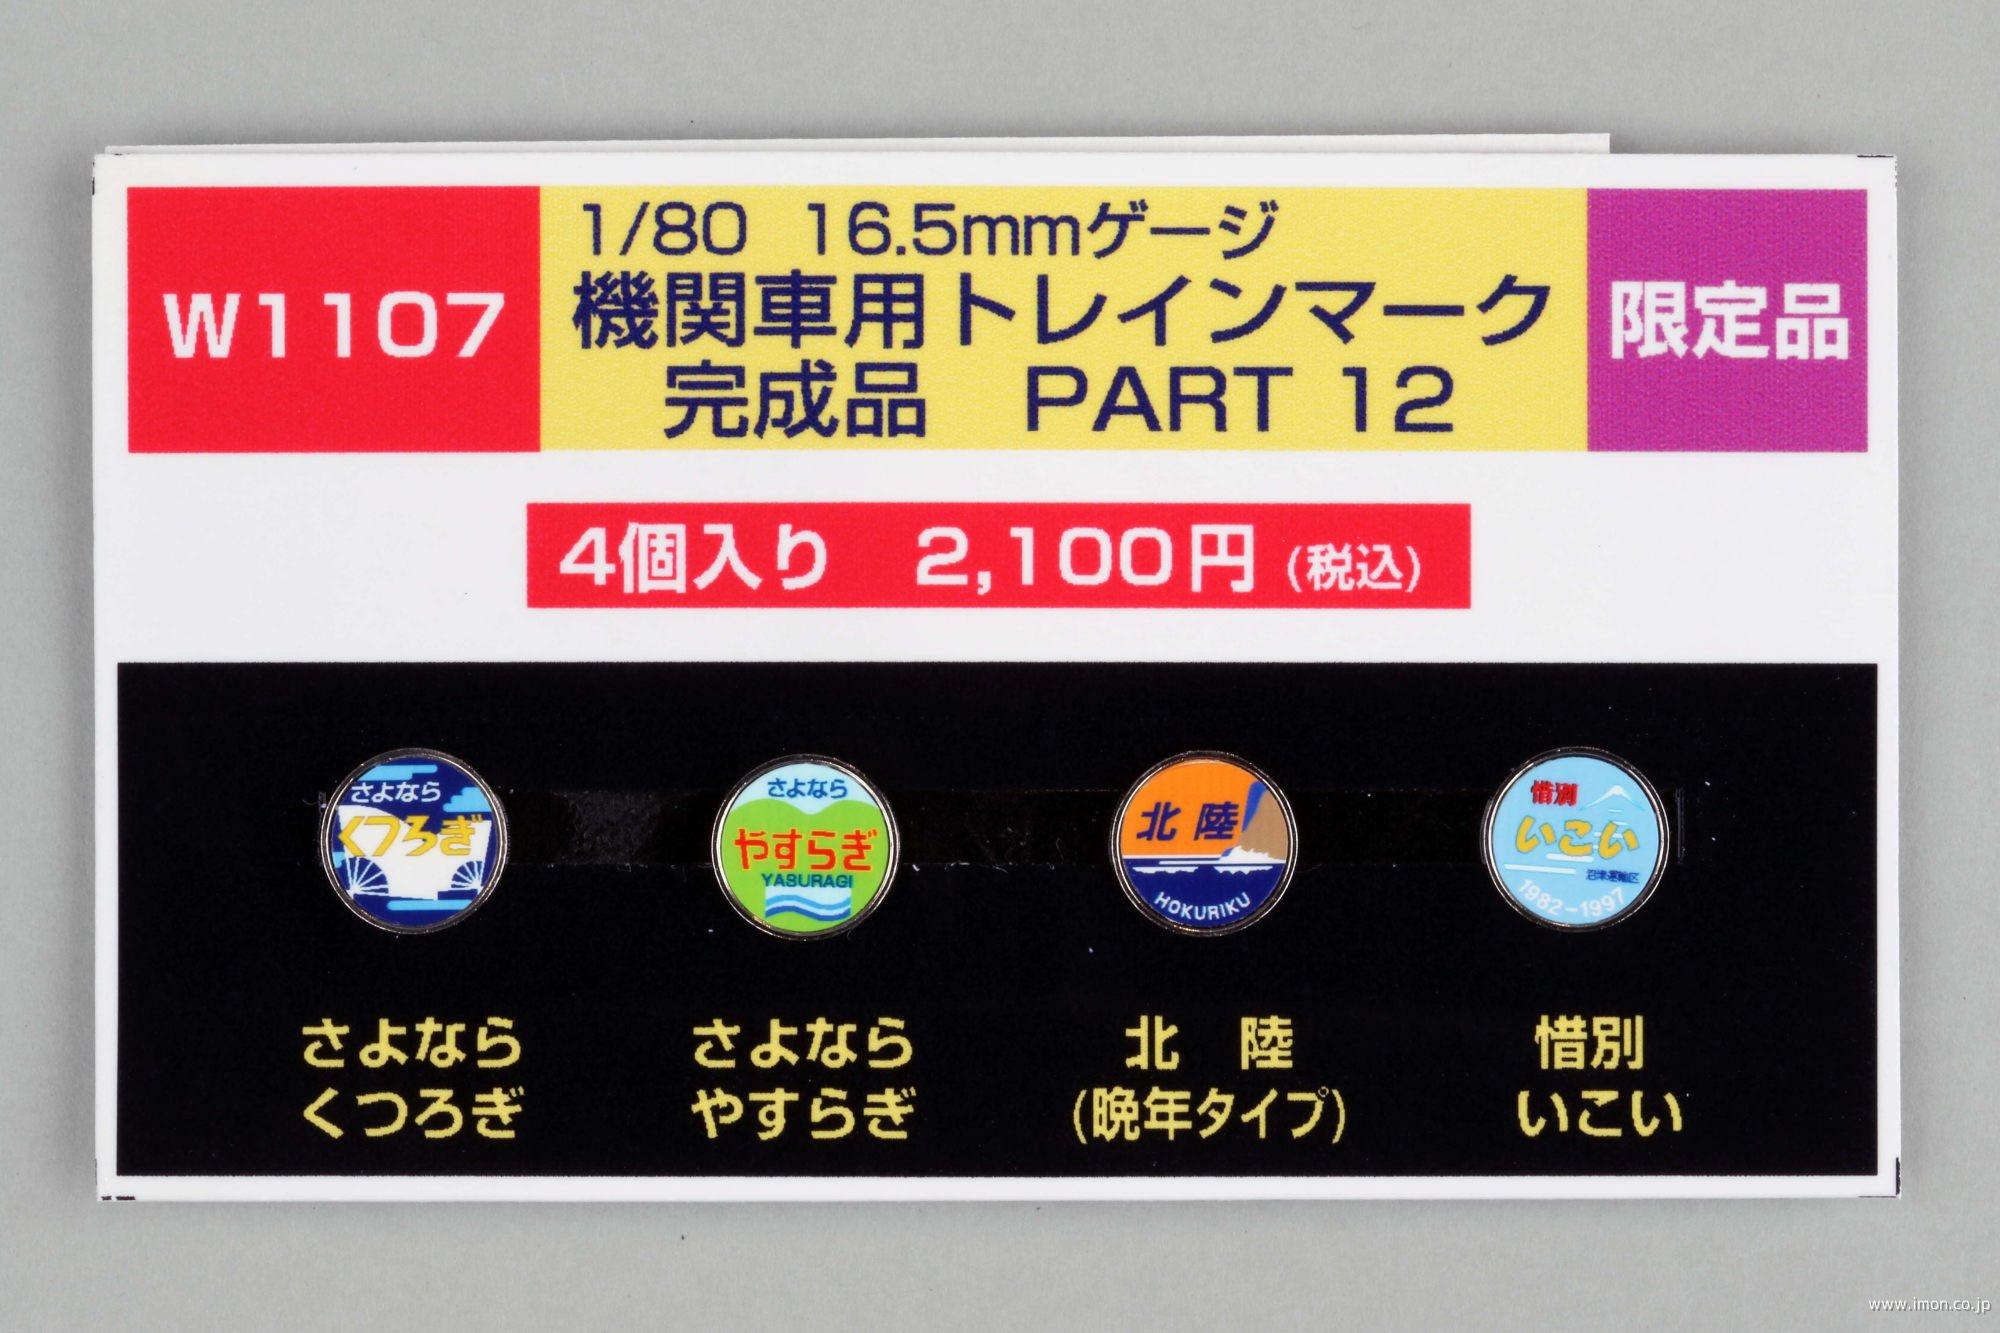 W1107
1/80 16.5mmゲージ
機関車用トレインマーク
完成品 PART 12
限定品
4個入り 2,100円 (税込)
さよなら
くつろぎ
さよなら
やすらぎ
YASURAGI
北陸
HOKURIKU
惜別
いこい
沼津運輸区
1982-1997
さよなら
くつろぎ
さよなら
やすらぎ
北 陸
(晩年タイプ)
惜別
いこい
www.imon.co.jp